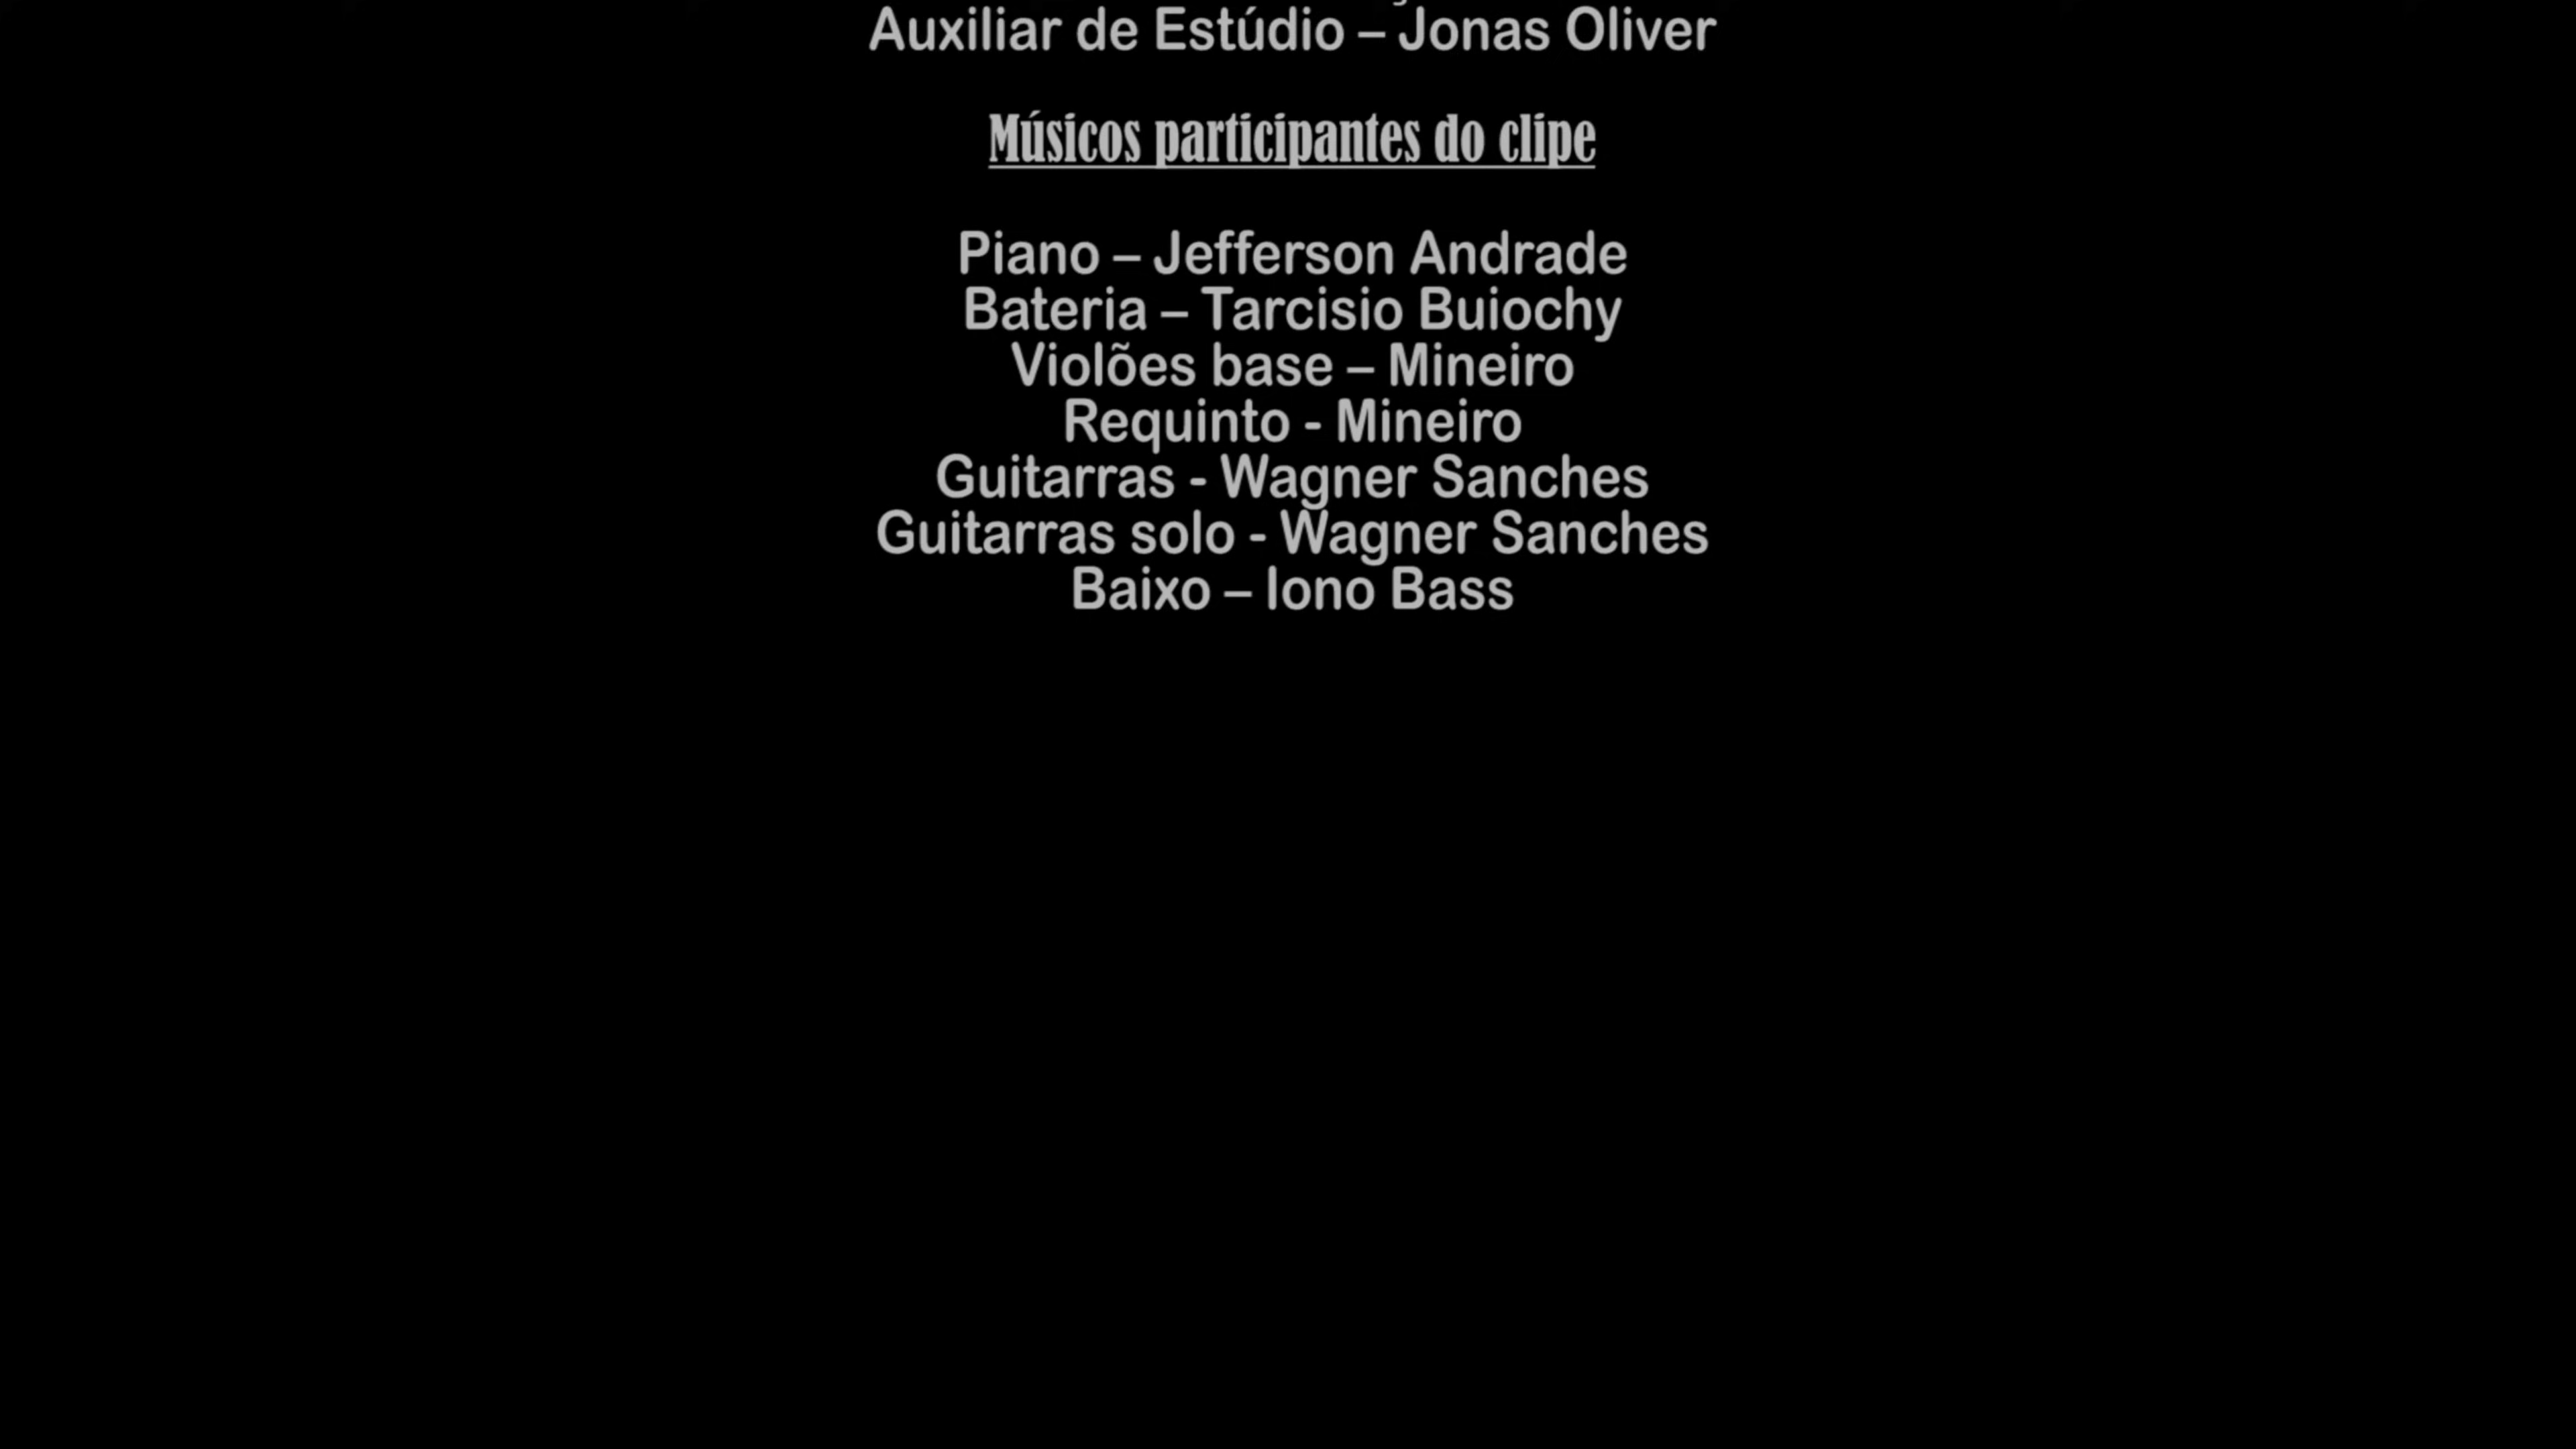 Auxiliar de Estúdio – Jonas Oliver
Músicos participantes do clipe
Piano – Jefferson Andrade
Bateria – Tarcisio Buiochy
Violões base – Mineiro
Requinto - Mineiro
Guitarras - Wagner Sanches
Guitarras solo - Wagner Sanches
Baixo – Iono Bass